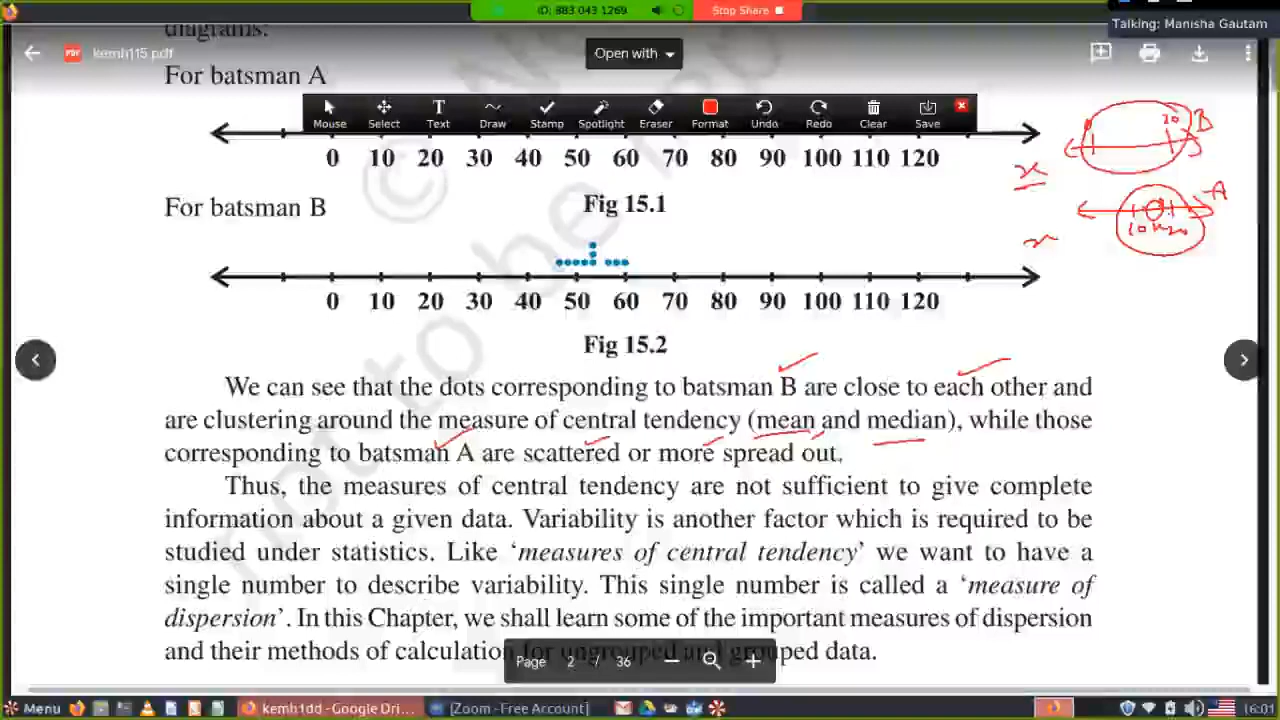 ID: 883 043 1269
Stop Share
Talking: Manisha Gautam
diagrams:
PDF
kemh115.pdf
Open with
For batsman A
Mouse
Select
T
Text
Draw
Stamp
Spotlight
Eraser
Format
Undo
Redo
Clear
Save
0 10 20 30 40 50 60 70 80 90 100 110 120
Fig 15.1
For batsman B
0 10 20 30 40 50 60 70 80 90 100 110 120
Fig 15.2
20
B
x
A
x
We can see that the dots corresponding to batsman B are close to each other and
are clustering around the measure of central tendency (mean and median), while those
corresponding to batsman A are scattered or more spread out.
Thus, the measures of central tendency are not sufficient to give complete
information about a given data. Variability is another factor which is required to be
studied under statistics. Like ‘measures of central tendency’ we want to have a
single number to describe variability. This single number is called a ‘measure of
dispersion’. In this Chapter, we shall learn some of the important measures of dispersion
and their methods of calculation for ungrouped and grouped data.
Page 2 / 36
Menu
kemh1dd - Google Dri...
[Zoom - Free Account]
16:01